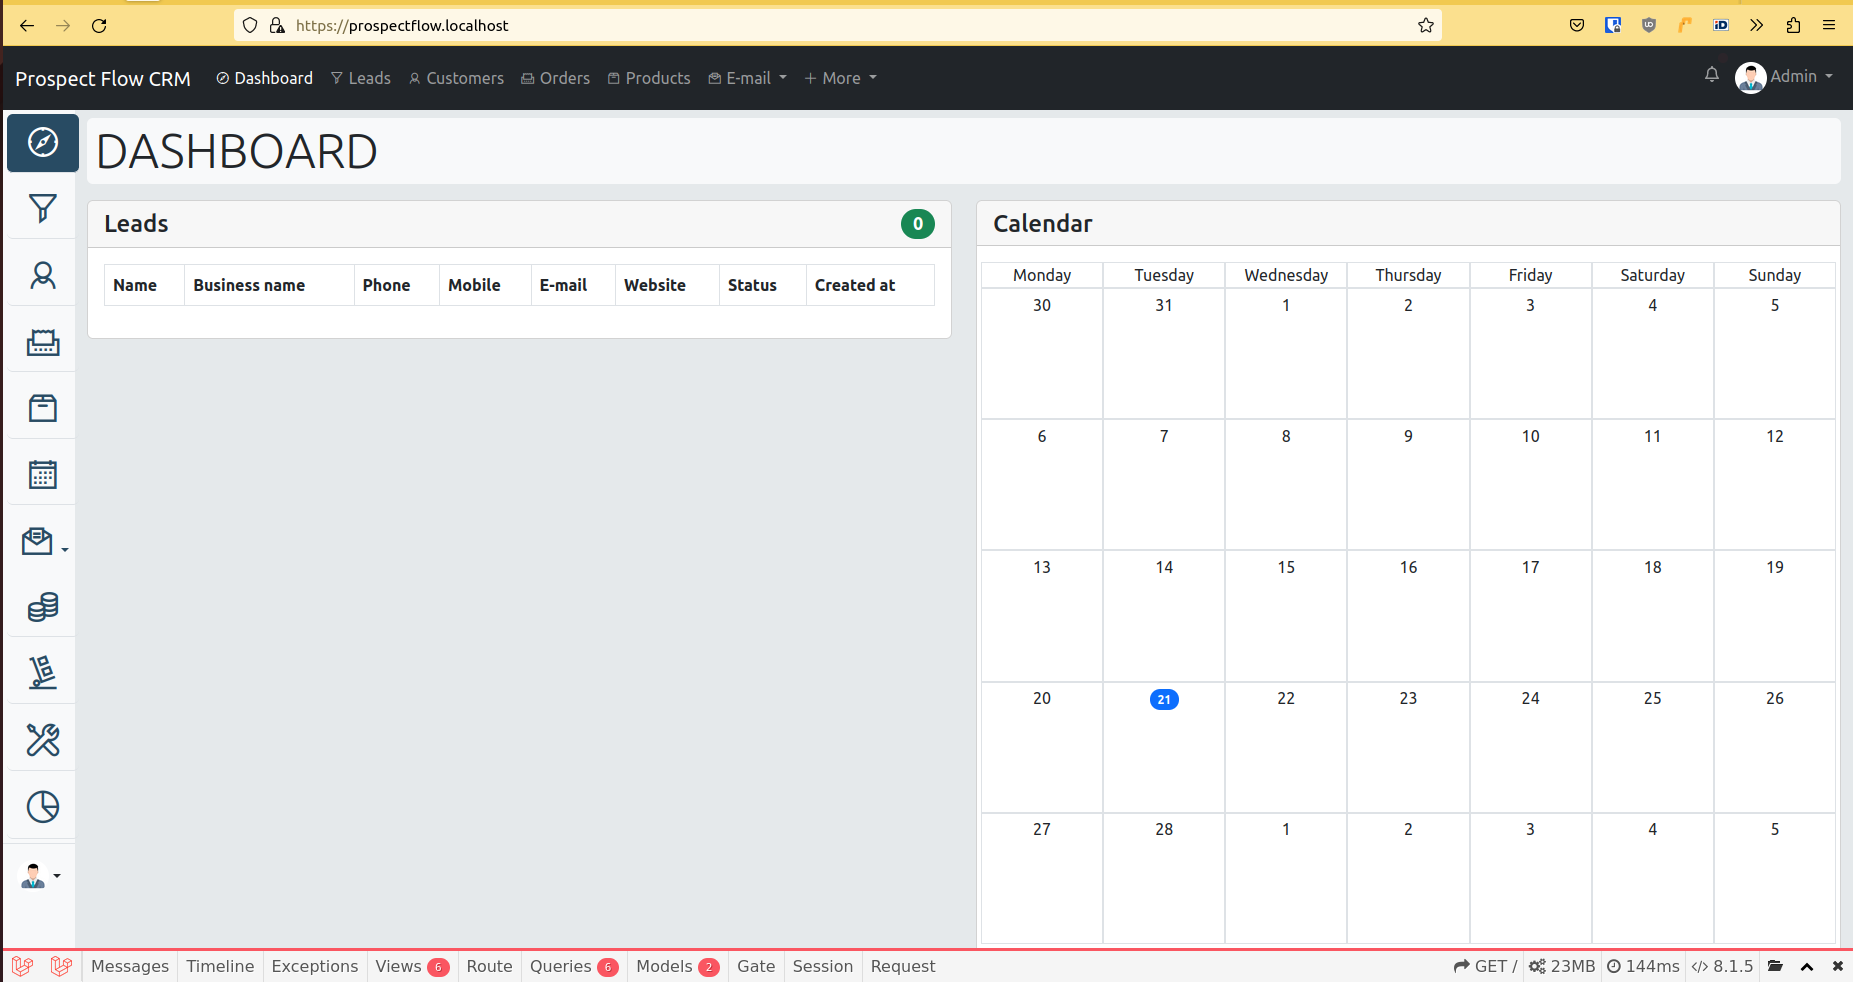 https://prospectflow.localhost
Prospect Flow CRM Dashboard Leads Customers Orders Products E-mail More Admin
DASHBOARD
Leads 0
Name Business name Phone Mobile E-mail Website Status Created at
Calendar
Monday Tuesday Wednesday Thursday Friday Saturday Sunday
30 31 1 2 3 4 5
6 7 8 9 10 11 12
13 14 15 16 17 18 19
20 21 22 23 24 25 26
27 28 1 2 3 4 5
Messages Timeline Exceptions Views 6 Route Queries 6 Models 2 Gate Session Request GET / 23MB 144ms 8.1.5